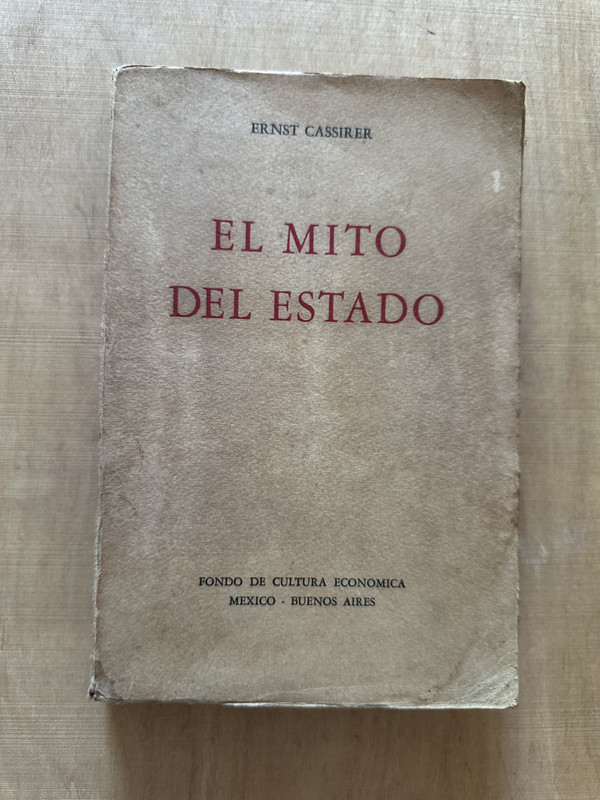 ERNST CASSIRER
EL MITO
DEL ESTADO
FONDO DE CULTURA ECONOMICA
MEXICO - BUENOS AIRES